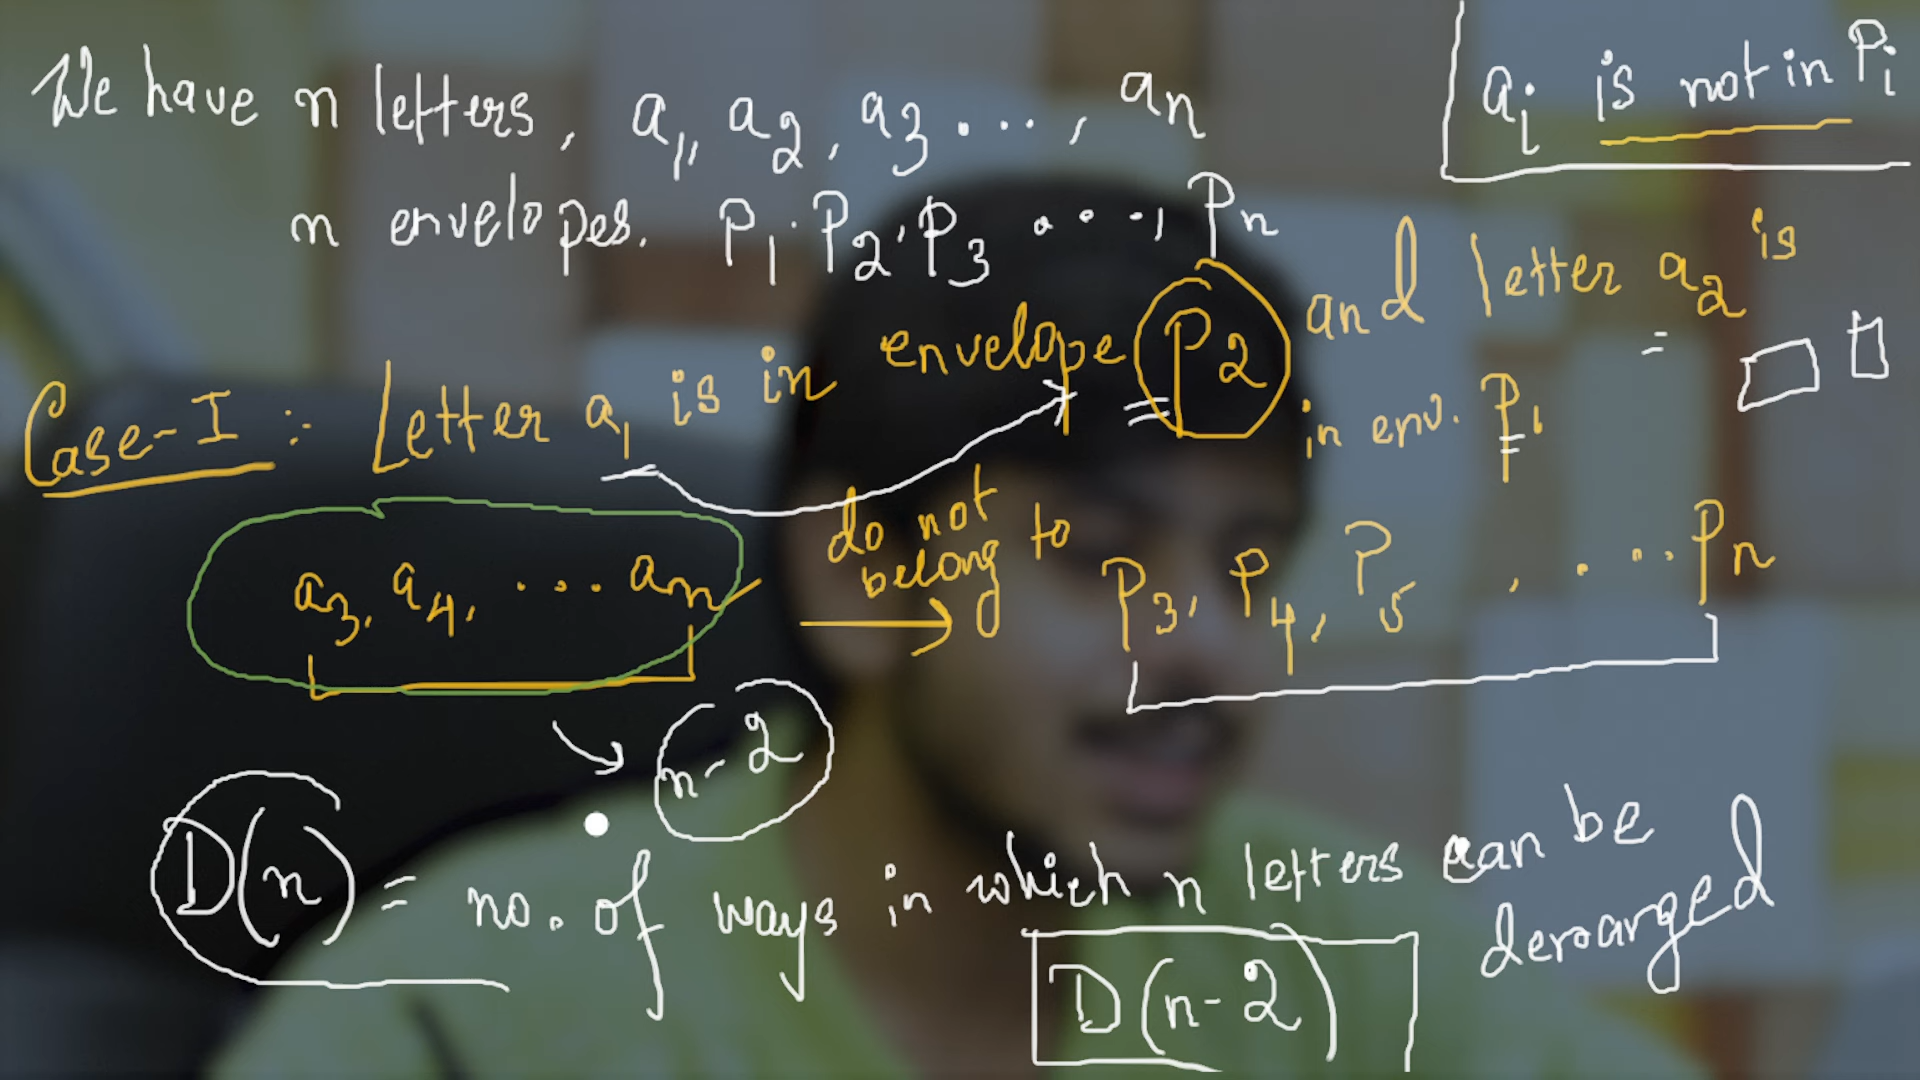 We have n letters, a1, a2, a3 ..., an
ai is not in Pi
n envelopes. P1. P2, P3 ...., Pn
Case-I :- Letter a1 is in envelope P2 and letter a2 is
in env. P1
a3, a4, ... an do not belong to P3, P4, P5, ... Pn
n-2
D(n) = no. of ways in which n letters can be deroarged
D(n-2)